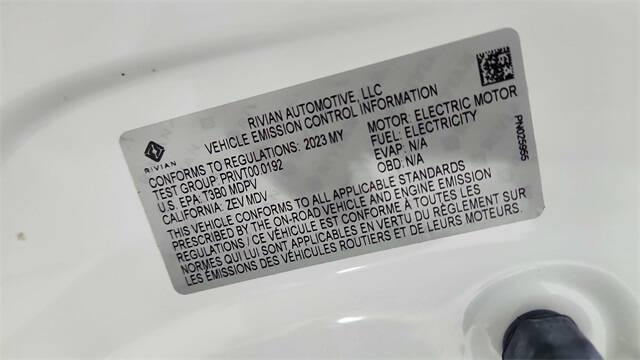 RIVIAN AUTOMOTIVE, LLC
VEHICLE EMISSION CONTROL INFORMATION
RIVIAN
CONFORMS TO REGULATIONS: 2023 MY
TEST GROUP: PRIVT00.0192
U.S. EPA: T3B0 MDPV
CALIFORNIA: ZEV MDV
MOTOR: ELECTRIC MOTOR
FUEL: ELECTRICITY
EVAP: N/A
OBD: N/A
THIS VEHICLE CONFORMS TO ALL APPLICABLE STANDARDS
PRESCRIBED BY THE ON-ROAD VEHICLE AND ENGINE EMISSION
REGULATIONS / CE VÉHICULE EST CONFORME À TOUTES LES
NORMES QUI LUI SONT APPLICABLES EN VERTU DU RÈGLEMENT SUR
LES ÉMISSIONS DES VÉHICULES ROUTIERS ET DE LEURS MOTEURS.
PN025955